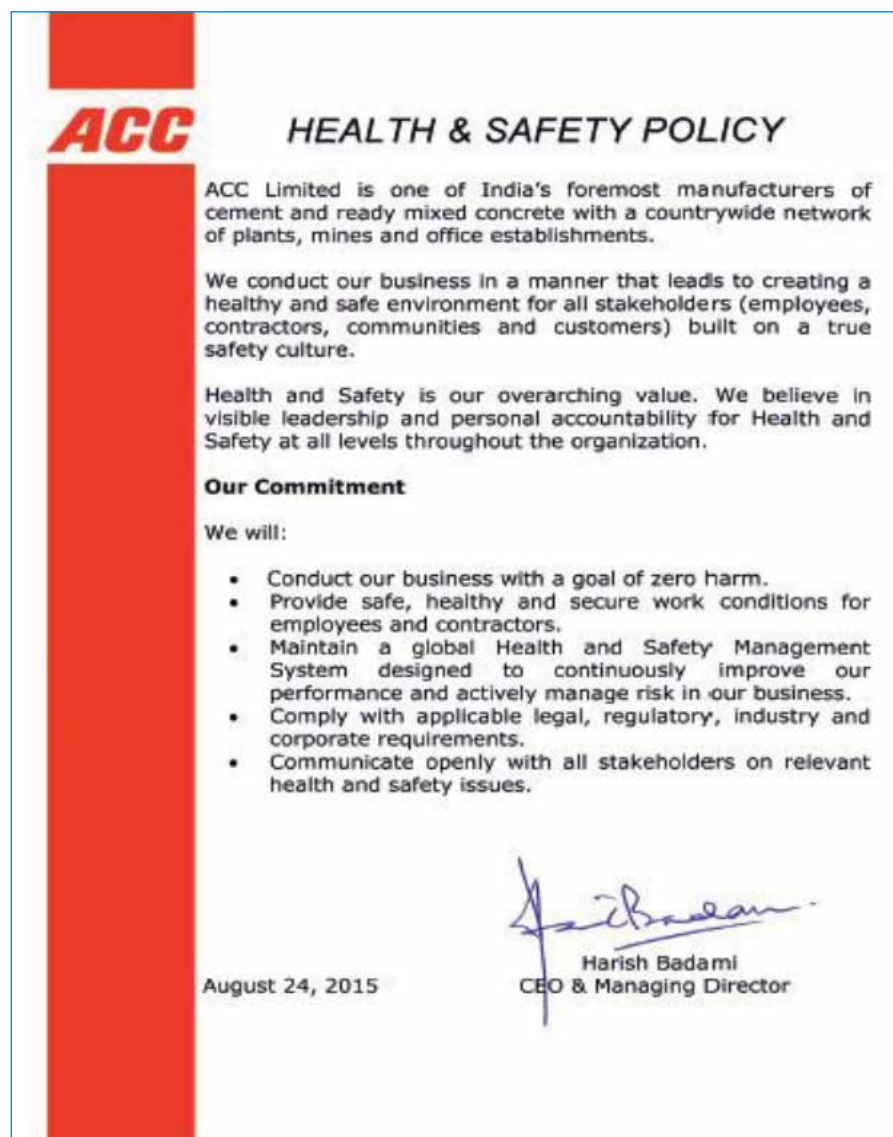 ACC
HEALTH & SAFETY POLICY
ACC Limited is one of India's foremost manufacturers of
cement and ready mixed concrete with a countrywide network
of plants, mines and office establishments.
We conduct our business in a manner that leads to creating a
healthy and safe environment for all stakeholders (employees,
contractors, communities and customers) built on a true
safety culture.
Health and Safety is our overarching value. We believe in
visible leadership and personal accountability for Health and
Safety at all levels throughout the organization.
Our Commitment
We will:
• Conduct our business with a goal of zero harm.
• Provide safe, healthy and secure work conditions for
employees and contractors.
• Maintain a global Health and Safety Management
System designed to continuously improve our
performance and actively manage risk in our business.
• Comply with applicable legal, regulatory, industry and
corporate requirements.
• Communicate openly with all stakeholders on relevant
health and safety issues.
Harish Badami
August 24, 2015 CEO & Managing Director